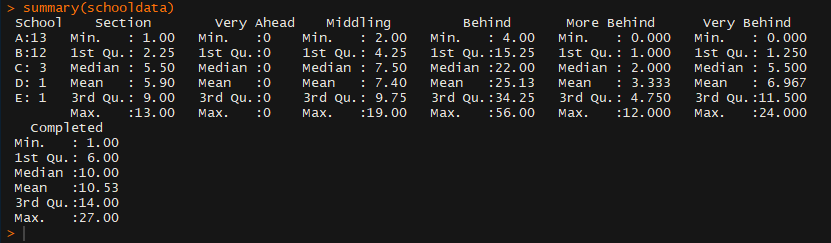 > summary(schooldata)
School Section Very Ahead Middling Behind More Behind Very Behind
A:13 Min. : 1.00 Min. :0 Min. : 2.00 Min. : 4.00 Min. : 0.000 Min. : 0.000
B:12 1st Qu.: 2.25 1st Qu.:0 1st Qu.: 4.25 1st Qu.:15.25 1st Qu.: 1.000 1st Qu.: 1.250
C: 3 Median : 5.50 Median :0 Median : 7.50 Median :22.00 Median : 2.000 Median : 5.500
D: 1 Mean : 5.90 Mean :0 Mean : 7.40 Mean :25.13 Mean : 3.333 Mean : 6.967
E: 1 3rd Qu.: 9.00 3rd Qu.:0 3rd Qu.: 9.75 3rd Qu.:34.25 3rd Qu.: 4.750 3rd Qu.:11.500
Max. :13.00 Max. :0 Max. :19.00 Max. :56.00 Max. :12.000 Max. :24.000
Completed
Min. : 1.00
1st Qu.: 6.00
Median :10.00
Mean :10.53
3rd Qu.:14.00
Max. :27.00
>